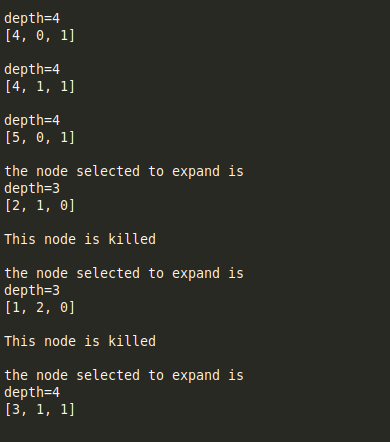 depth=4
[4, 0, 1]
depth=4
[4, 1, 1]
depth=4
[5, 0, 1]
the node selected to expand is
depth=3
[2, 1, 0]
This node is killed
the node selected to expand is
depth=3
[1, 2, 0]
This node is killed
the node selected to expand is
depth=4
[3, 1, 1]